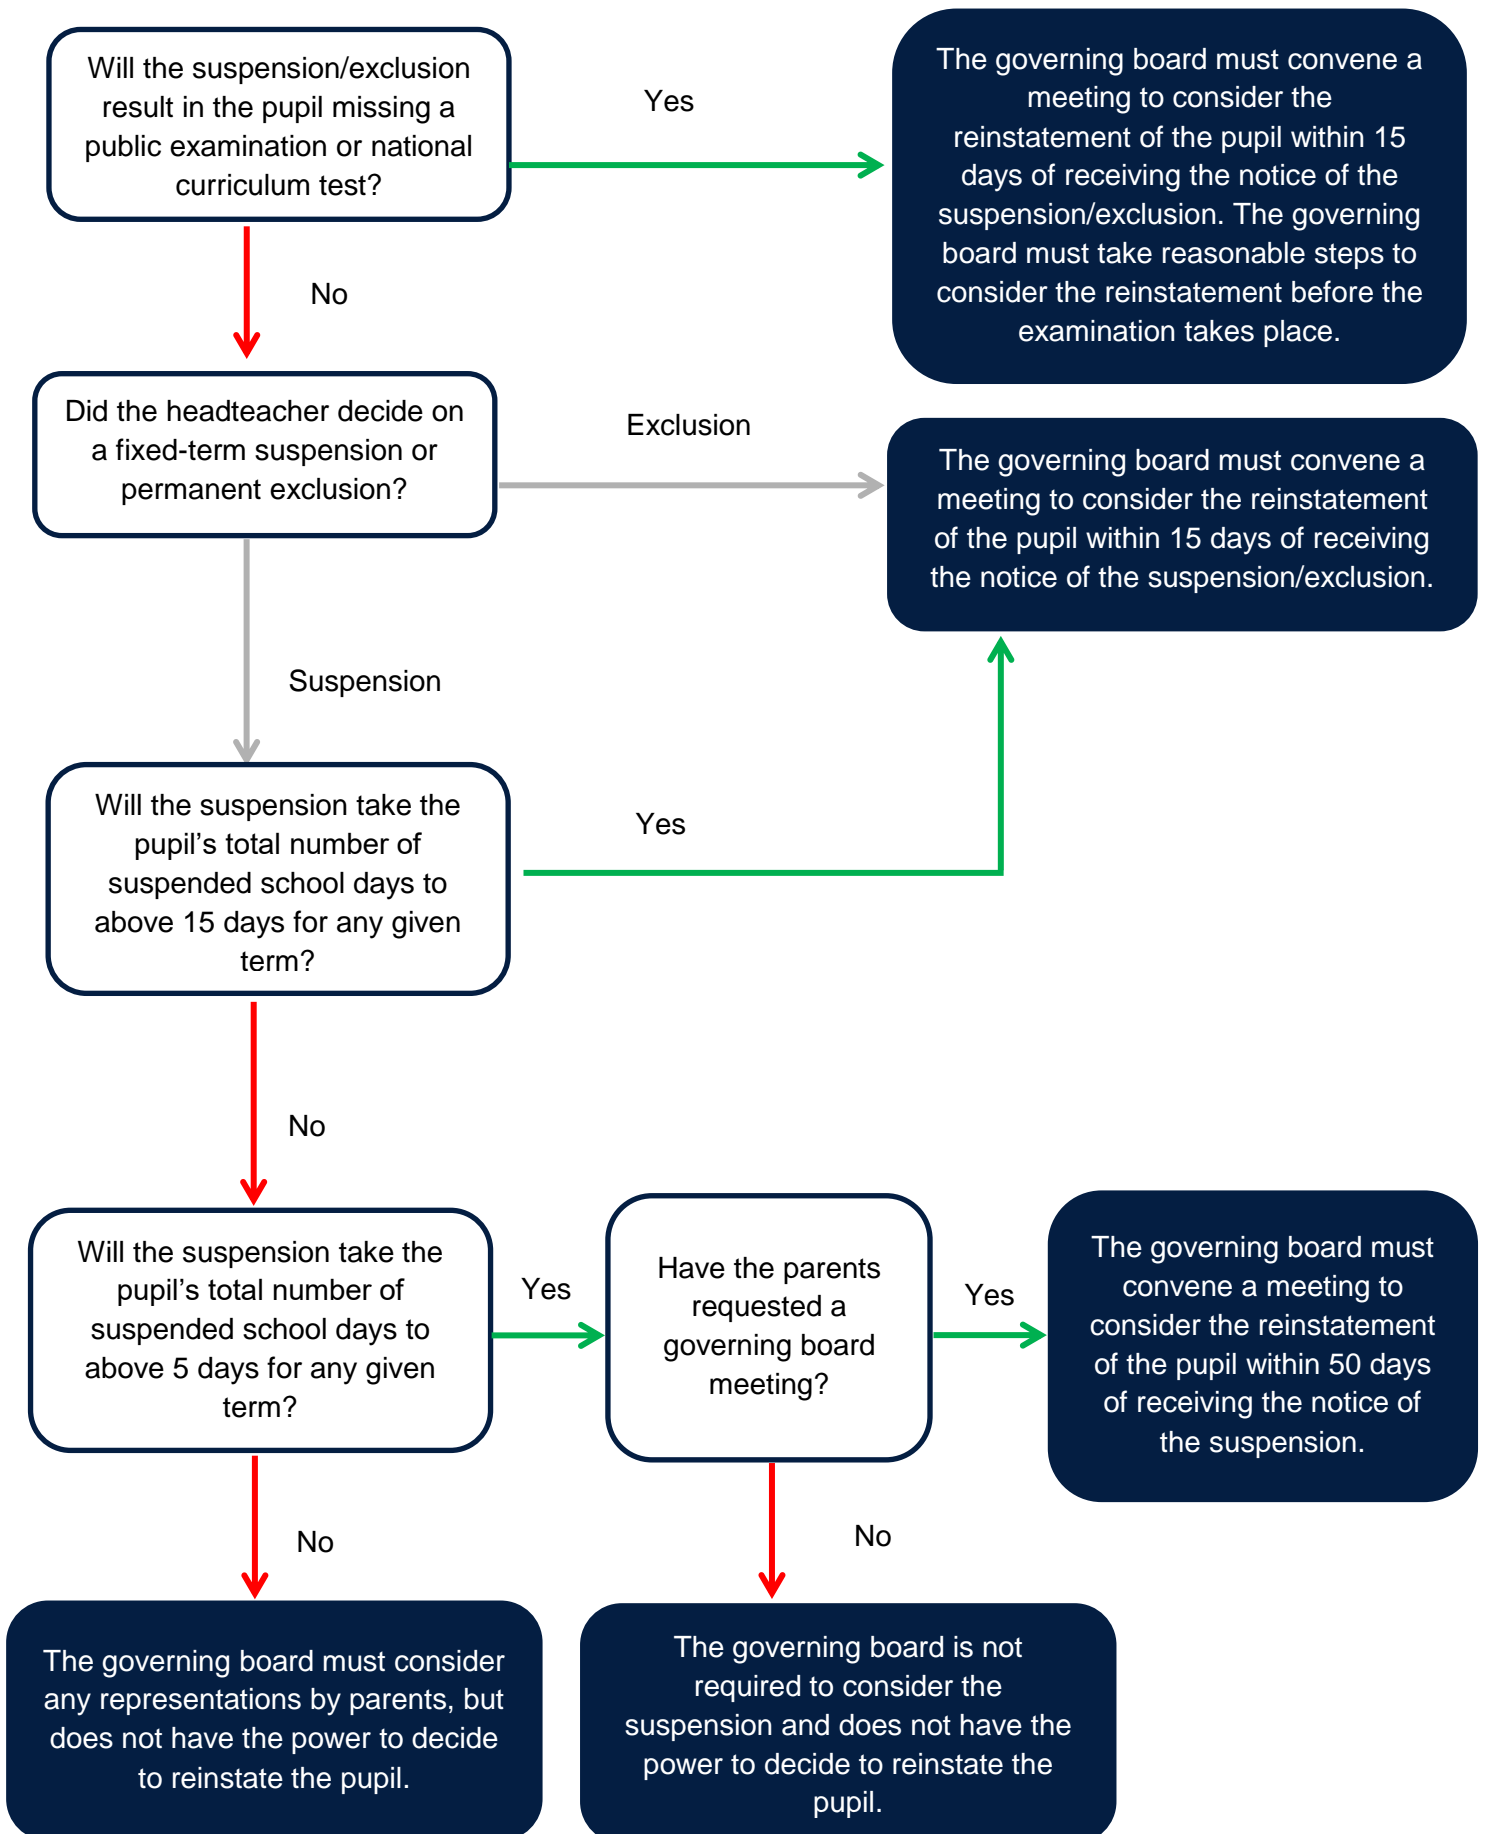 Will the suspension/exclusion
result in the pupil missing a
public examination or national
curriculum test?
Yes
The governing board must convene a
meeting to consider the
reinstatement of the pupil within 15
days of receiving the notice of the
suspension/exclusion. The governing
board must take reasonable steps to
consider the reinstatement before the
examination takes place.
No
Did the headteacher decide on
a fixed-term suspension or
permanent exclusion?
Exclusion
The governing board must convene a
meeting to consider the reinstatement
of the pupil within 15 days of receiving
the notice of the suspension/exclusion.
Suspension
Will the suspension take the
pupil’s total number of
suspended school days to
above 15 days for any given
term?
Yes
No
Will the suspension take the
pupil’s total number of
suspended school days to
above 5 days for any given
term?
Yes
Have the parents
requested a
governing board
meeting?
Yes
The governing board must
convene a meeting to
consider the reinstatement
of the pupil within 50 days
of receiving the notice of
the suspension.
No
No
The governing board must consider
any representations by parents, but
does not have the power to decide
to reinstate the pupil.
The governing board is not
required to consider the
suspension and does not have the
power to decide to reinstate the
pupil.